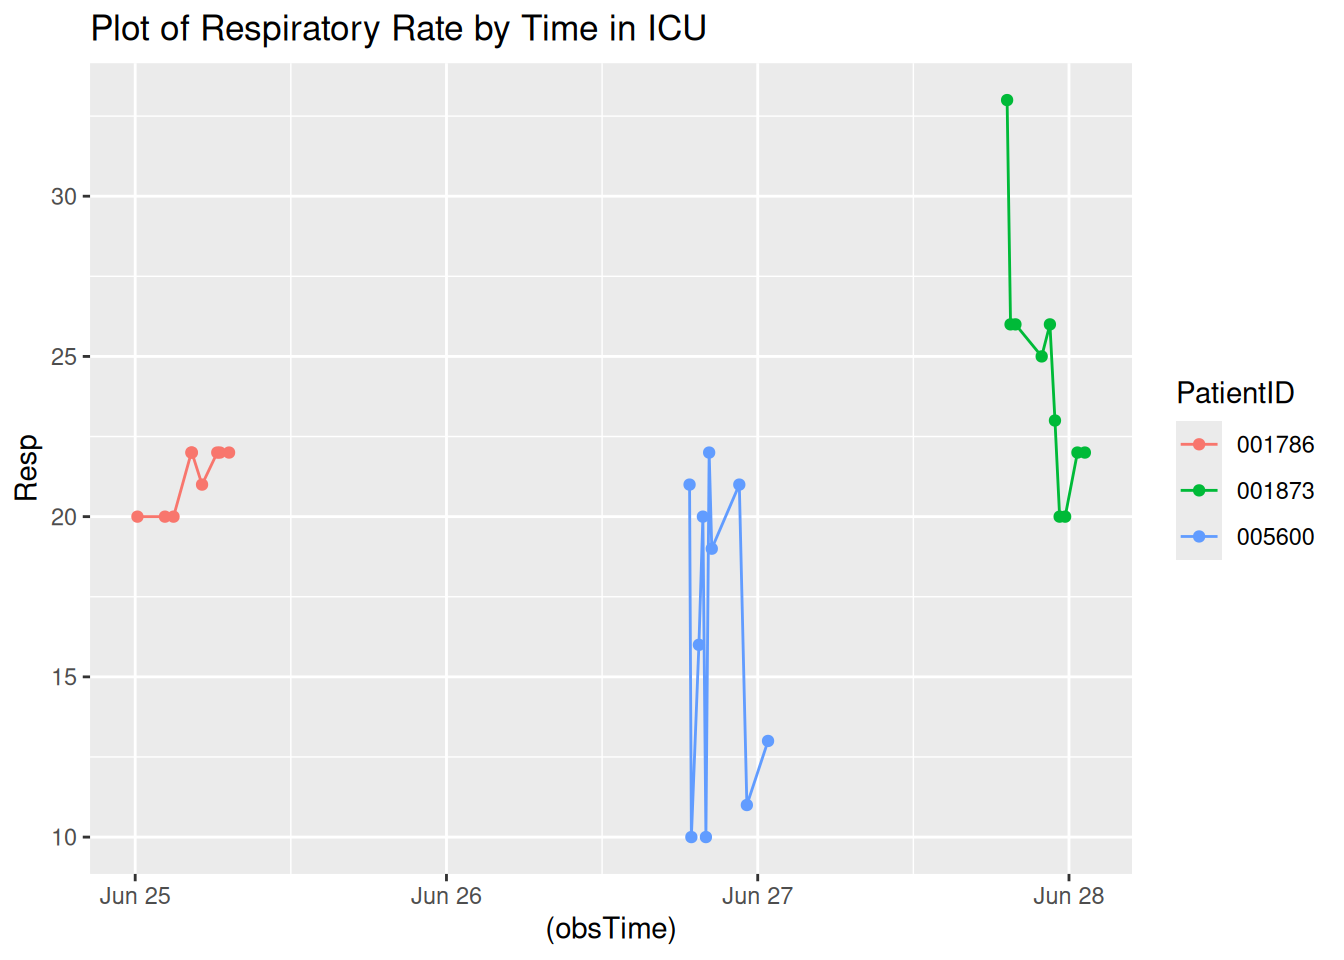 Plot of Respiratory Rate by Time in ICU
Resp
30
25
20
15
10
Jun 25
Jun 26
Jun 27
Jun 28
(obsTime)
PatientID
001786
001873
005600